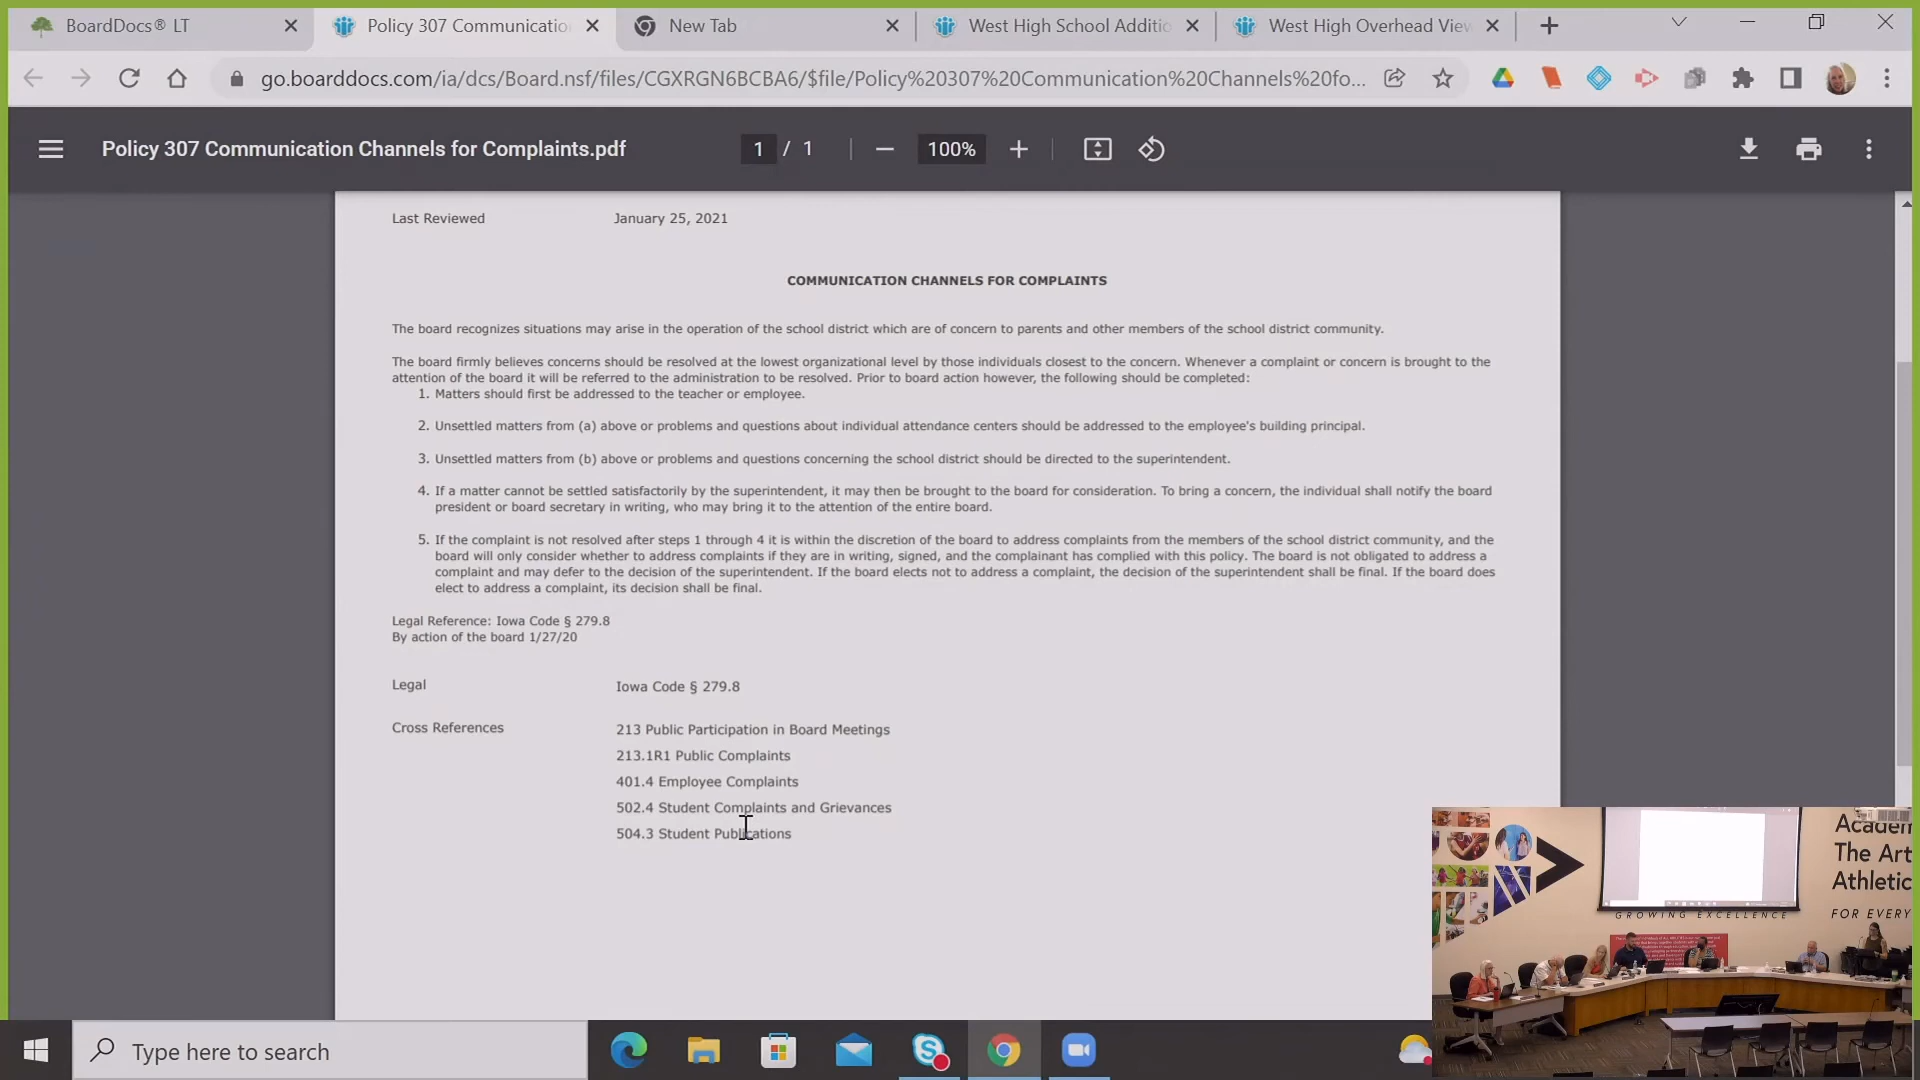 BoardDocs® LT
Policy 307 Communication
New Tab
West High School Additio
West High Overhead View
go.boarddocs.com/ia/dcs/Board.nsf/files/CGXRGN6BCBA6/$file/Policy%20307%20Communication%20Channels%20fo...
Policy 307 Communication Channels for Complaints.pdf
1 / 1
100%
Last Reviewed January 25, 2021
COMMUNICATION CHANNELS FOR COMPLAINTS
The board recognizes situations may arise in the operation of the school district which are of concern to parents and other members of the school district community.
The board firmly believes concerns should be resolved at the lowest organizational level by those individuals closest to the concern. Whenever a complaint or concern is brought to the
attention of the board it will be referred to the administration to be resolved. Prior to board action however, the following should be completed:
1. Matters should first be addressed to the teacher or employee.
2. Unsettled matters from (a) above or problems and questions about individual attendance centers should be addressed to the employee's building principal.
3. Unsettled matters from (b) above or problems and questions concerning the school district should be directed to the superintendent.
4. If a matter cannot be settled satisfactorily by the superintendent, it may then be brought to the board for consideration. To bring a concern, the individual shall notify the board
president or board secretary in writing, who may bring it to the attention of the entire board.
5. If the complaint is not resolved after steps 1 through 4 it is within the discretion of the board to address complaints from the members of the school district community, and the
board will only consider whether to address complaints if they are in writing, signed, and the complainant has complied with this policy. The board is not obligated to address a
complaint and may defer to the decision of the superintendent. If the board elects not to address a complaint, the decision of the superintendent shall be final. If the board does
elect to address a complaint, its decision shall be final.
Legal Reference: Iowa Code § 279.8
By action of the board 1/27/20
Legal Iowa Code § 279.8
Cross References 213 Public Participation in Board Meetings
213.1R1 Public Complaints
401.4 Employee Complaints
502.4 Student Complaints and Grievances
504.3 Student Publications
Academ
The Art
Athletic
GROWING EXCELLENCE
FOR EVERY
Type here to search